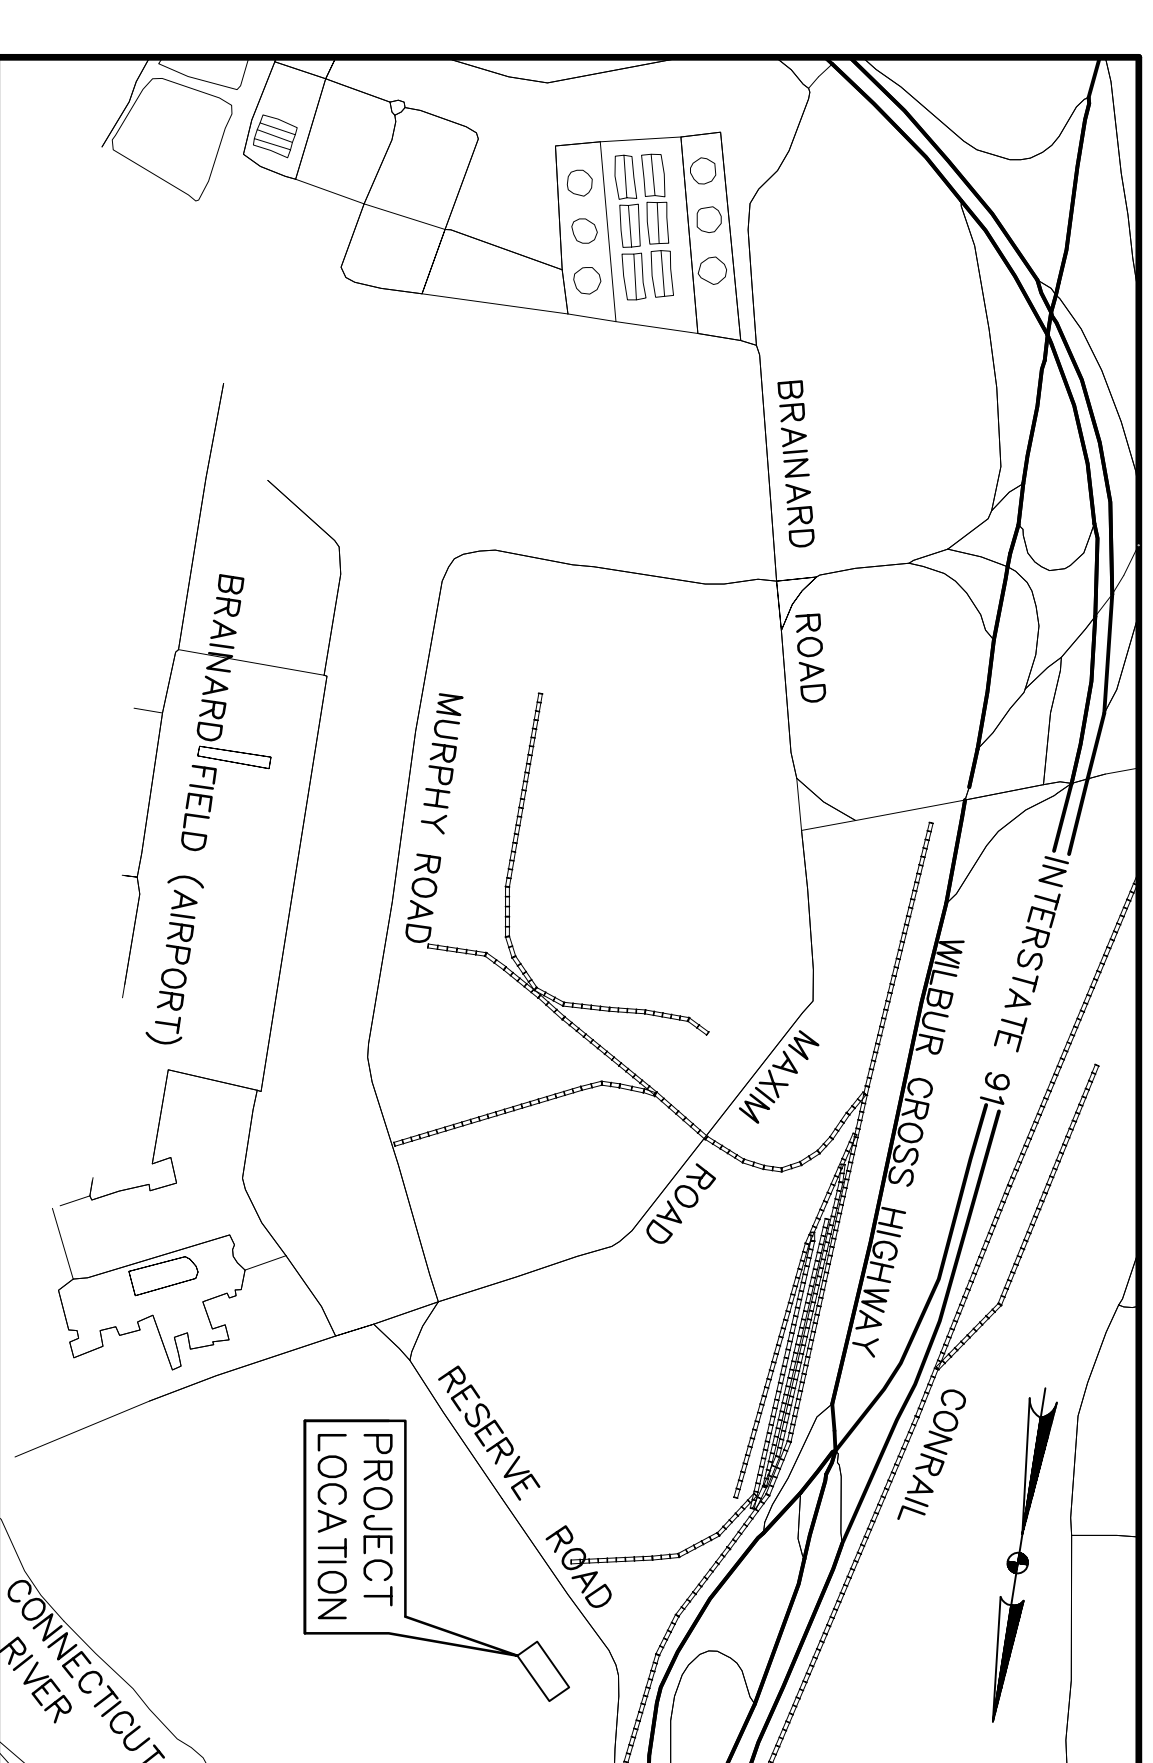 BRAINARD ROAD
INTERSTATE 91
WILBUR CROSS HIGHWAY
CONRAIL
MAXIM ROAD
MURPHY ROAD
BRAINARD FIELD (AIRPORT)
RESERVE ROAD
PROJECT
LOCATION
CONNECTICUT
RIVER